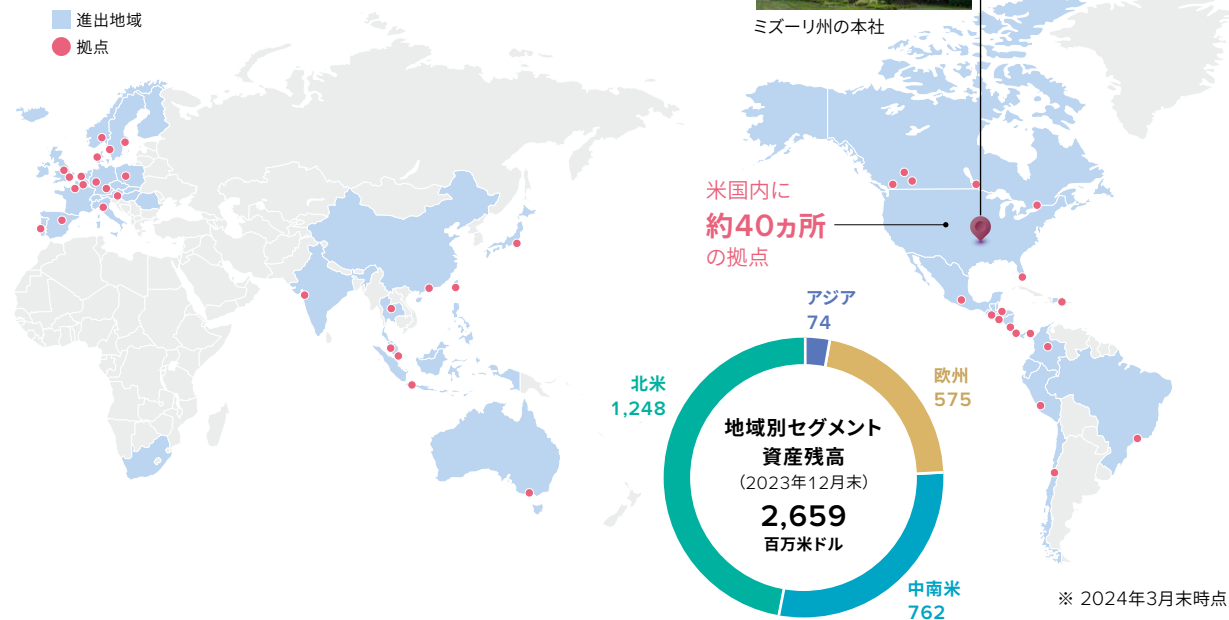 進出地域
拠点
ミズーリ州の本社
米国内に
約40ヵ所
の拠点
アジア
74
欧州
575
北米
1,248
地域別セグメント
資産残高
（2023年12月末）
2,659
百万米ドル
中南米
762
※ 2024年3月末時点